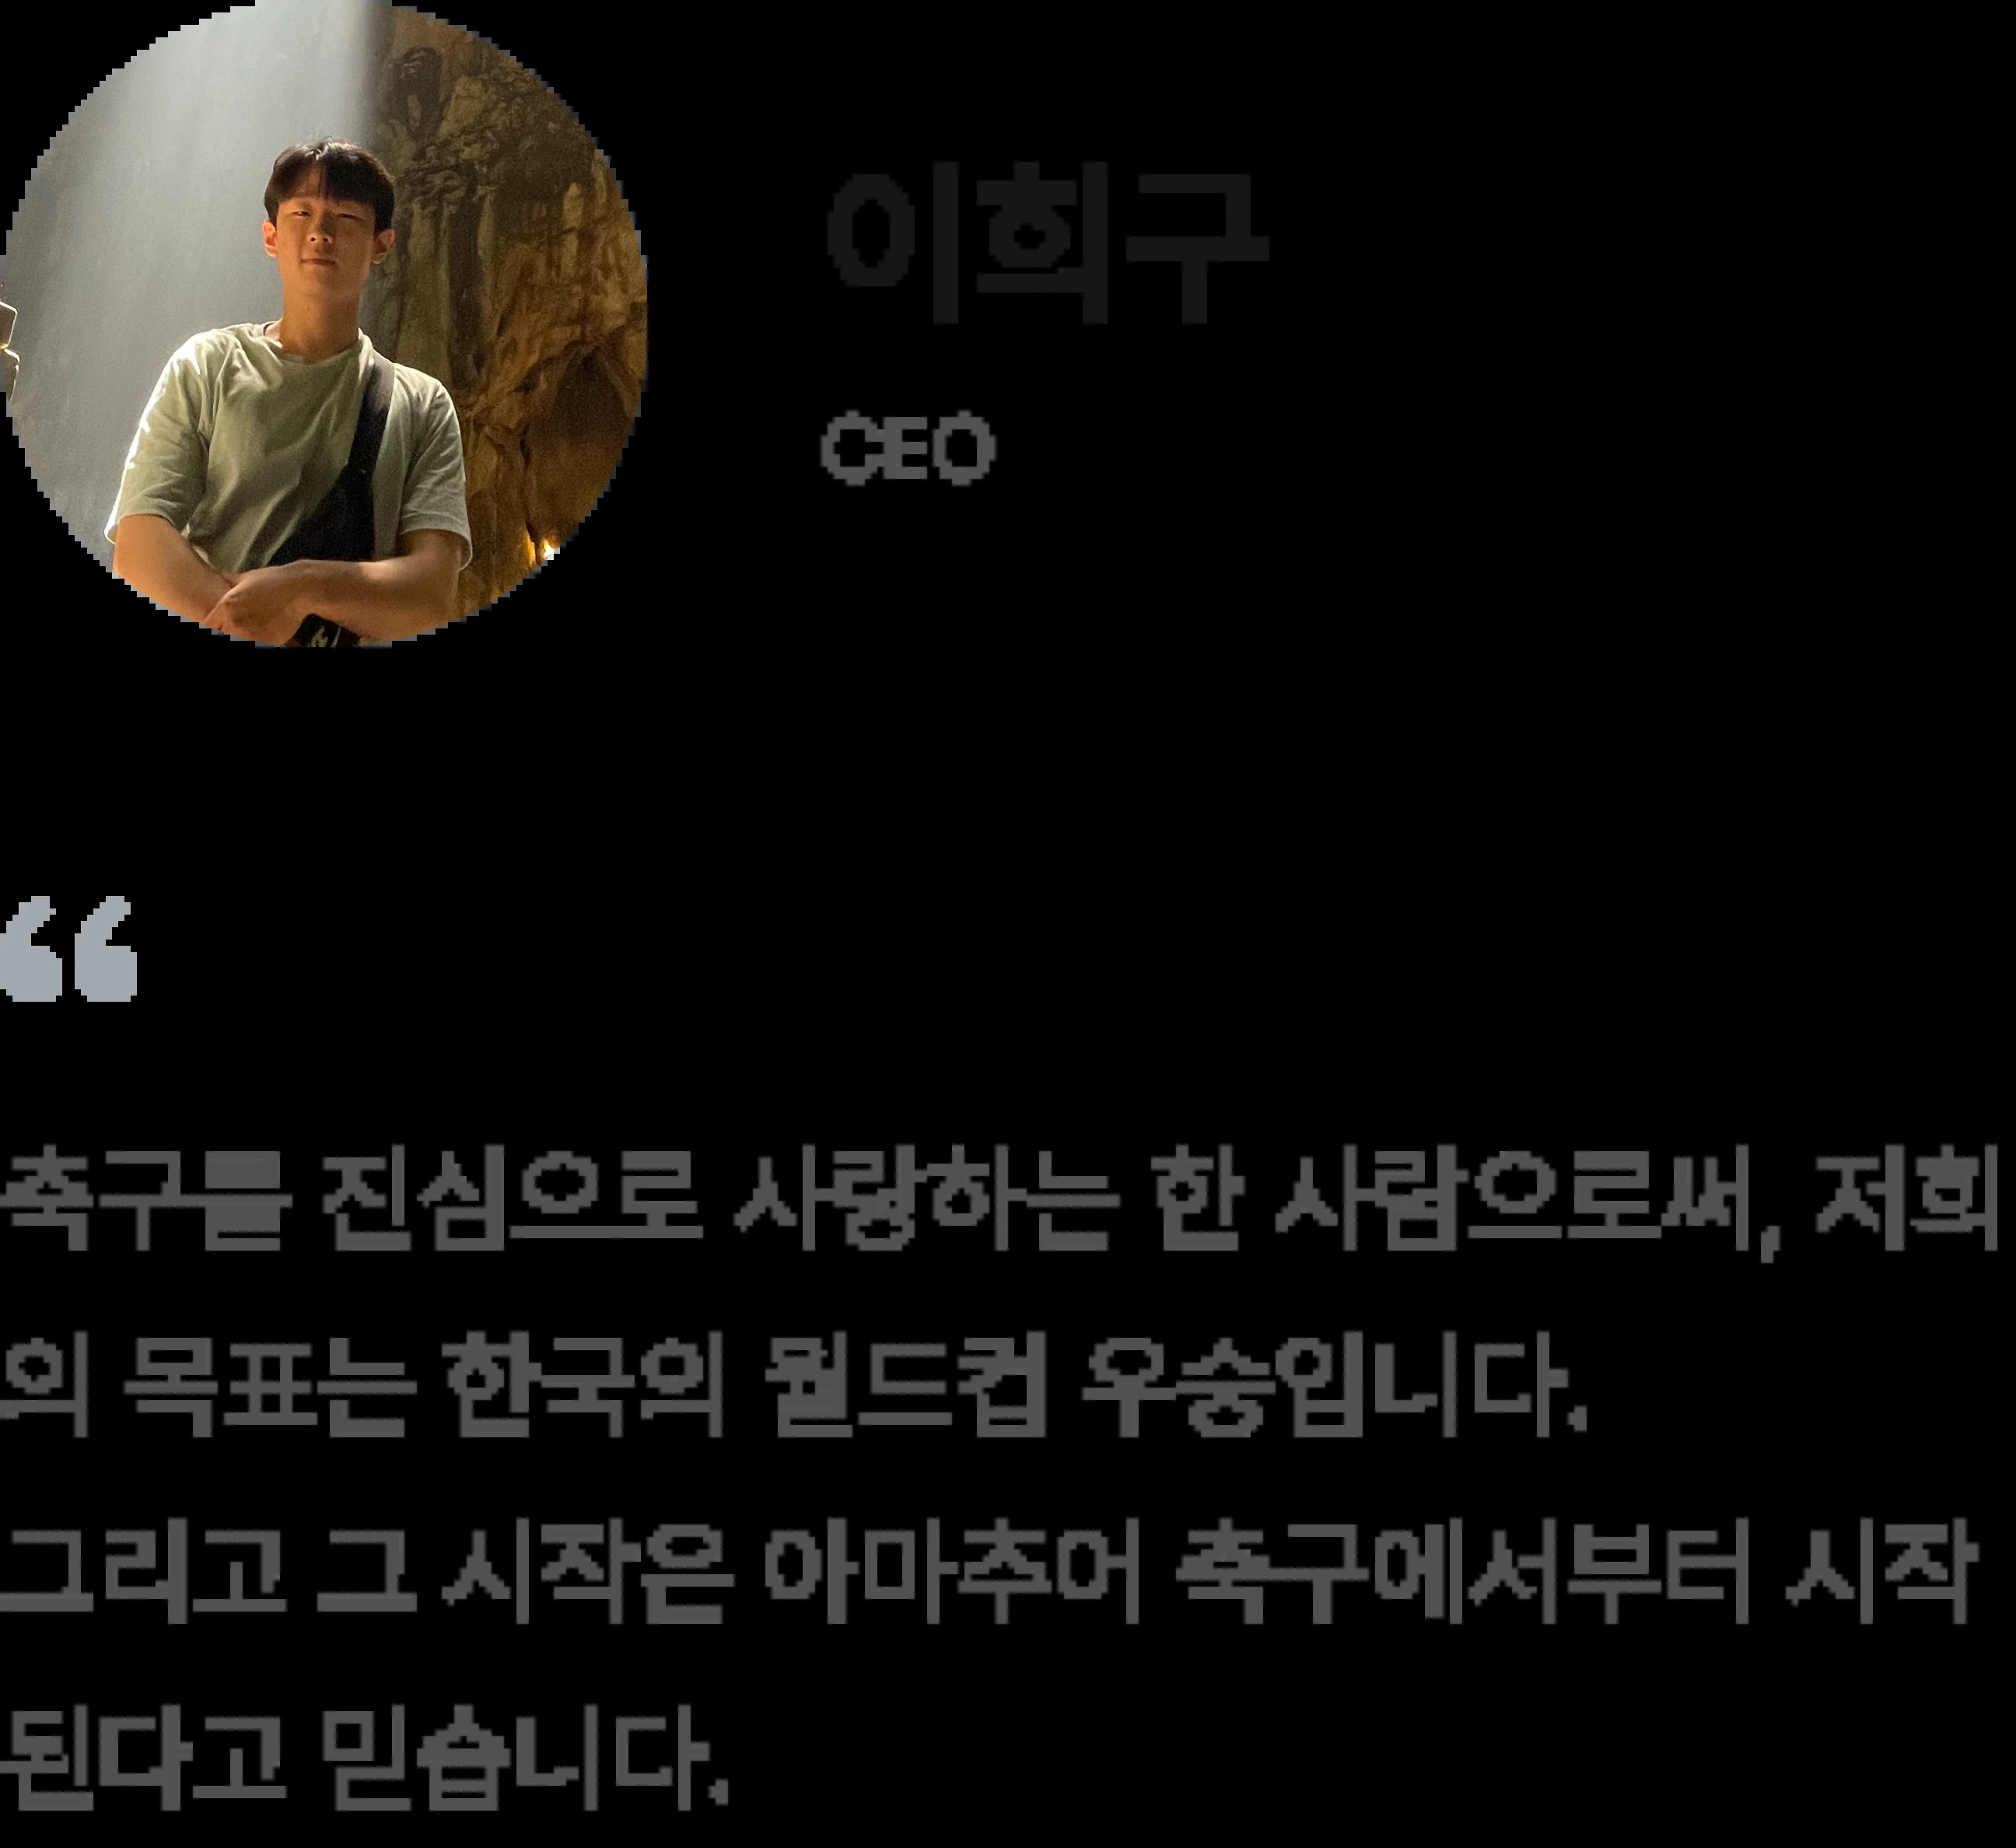 이희구
CEO
“
축구를 진심으로 사랑하는 한 사람으로써, 저희
의 목표는 한국의 월드컵 우승입니다.
그리고 그 시작은 아마추어 축구에서부터 시작
된다고 믿습니다.